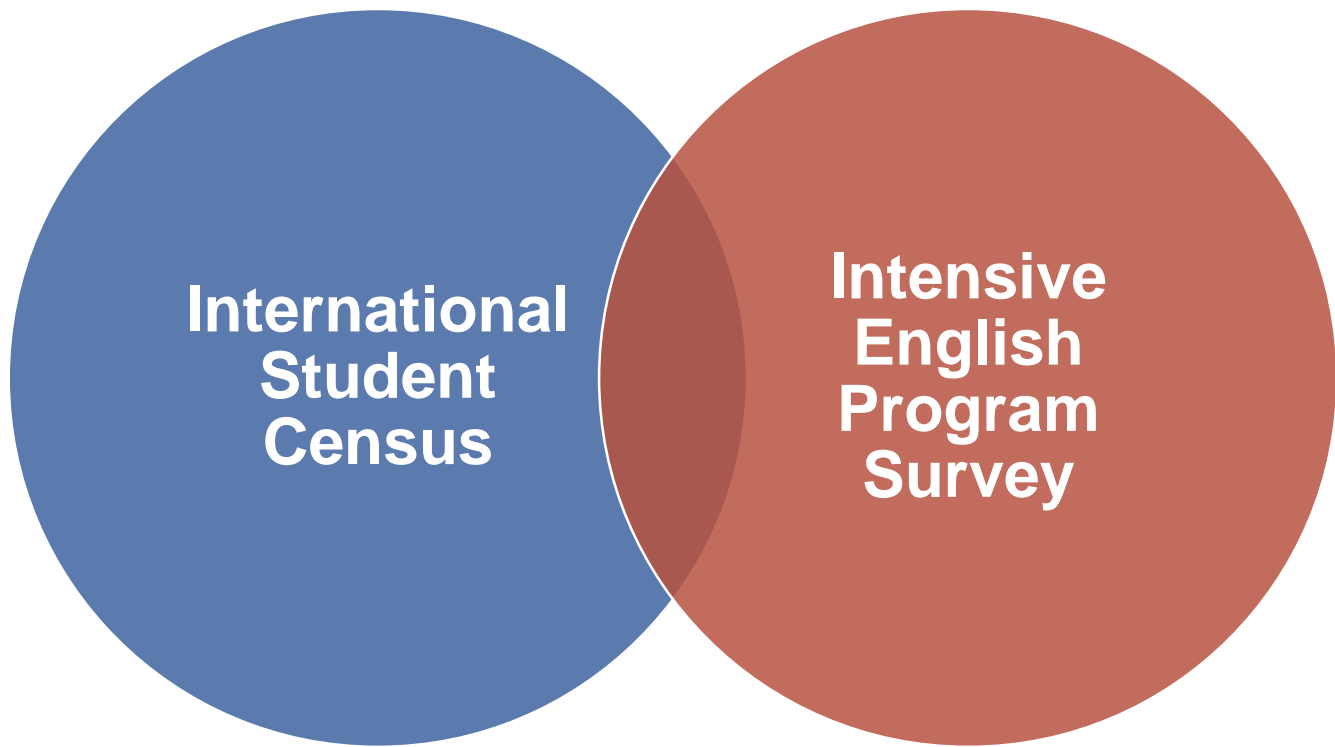 International
Student
Census
Intensive
English
Program
Survey